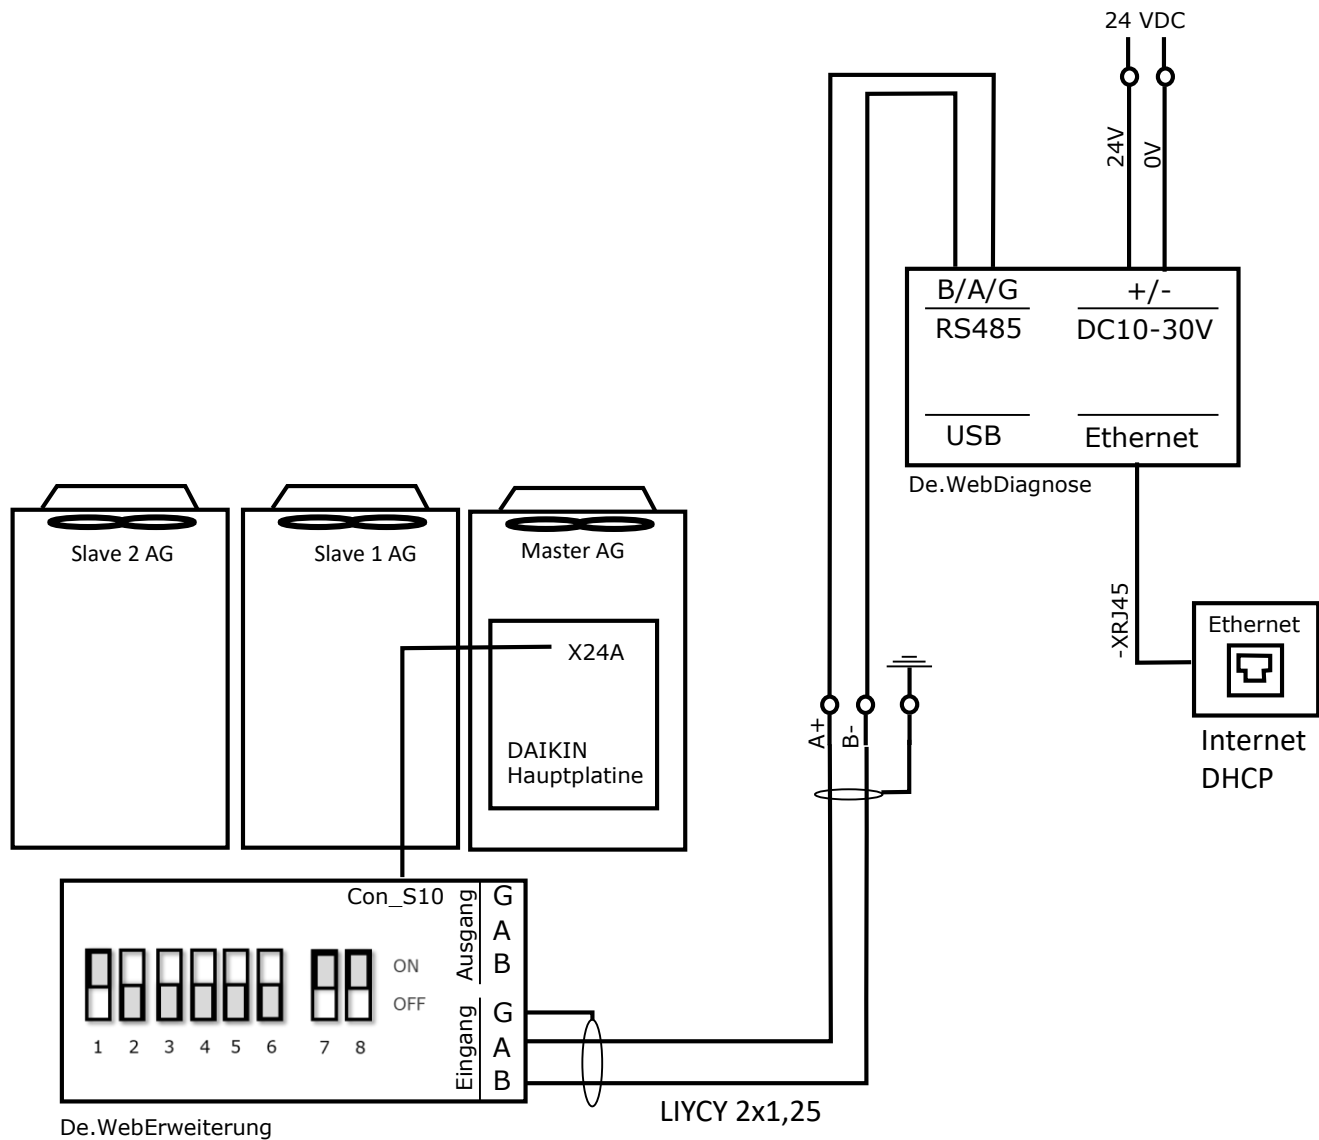 24 VDC
24V
0V
B/A/G
+/-
RS485
DC10-30V
USB
Ethernet
De.WebDiagnose
Slave 2 AG
Slave 1 AG
Master AG
X24A
DAIKIN
Hauptplatine
A+
B-
-XRJ45
Ethernet
Internet
DHCP
Con_S10
Ausgang
G
A
B
ON
OFF
1 2 3 4 5 6 7 8
Eingang
G
A
B
LIYCY 2x1,25
De.WebErweiterung